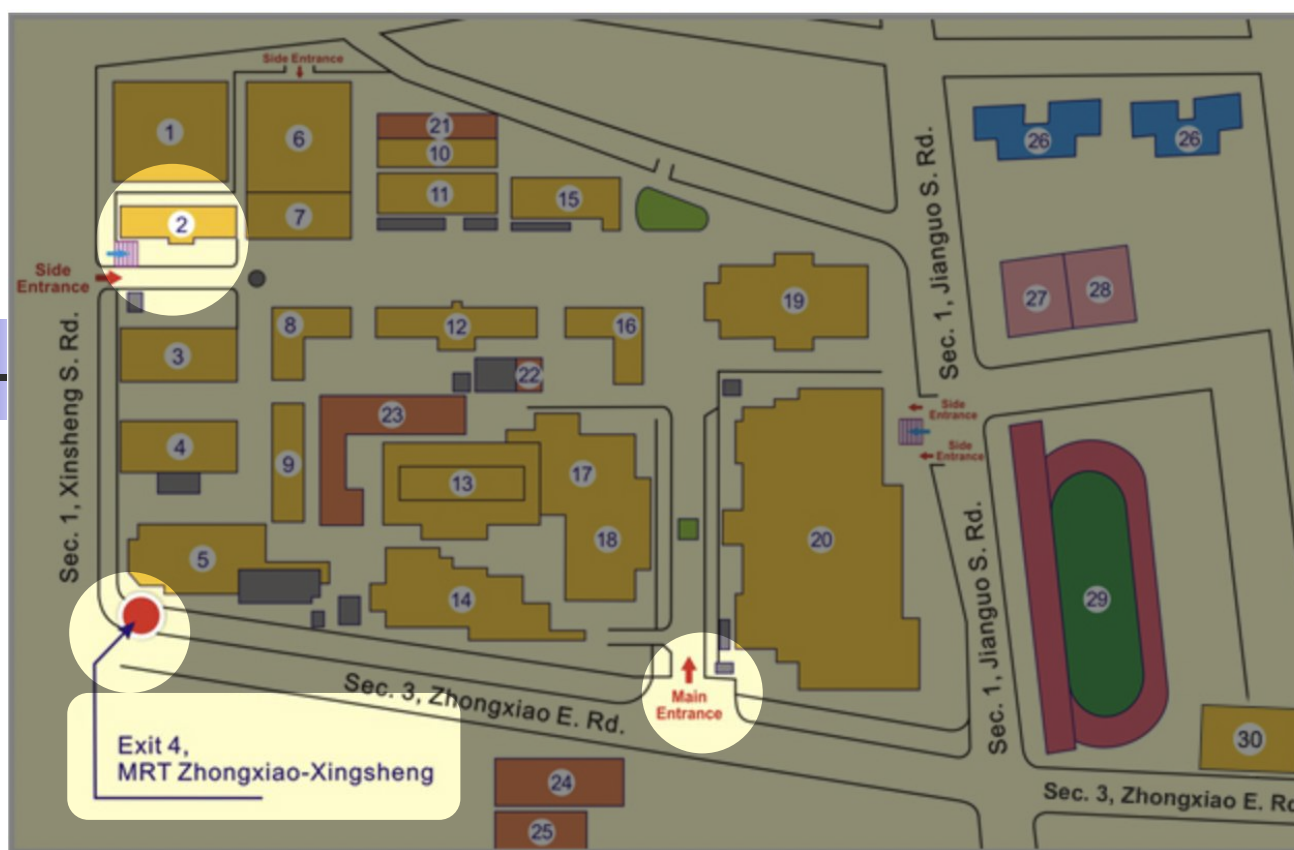 Side Entrance
1
6
21
10
11
15
2
7
26
26
Side
Entrance
Sec. 1, Jianguo S. Rd.
27
28
19
8
12
16
3
22
23
Side
Entrance
Side
Entrance
4
9
13
17
Sec. 1, Xinsheng S. Rd.
5
18
20
14
29
Sec. 1, Jianguo S. Rd.
Main
Entrance
Sec. 3, Zhongxiao E. Rd.
Exit 4,
MRT Zhongxiao-Xingsheng
30
24
25
Sec. 3, Zhongxiao E. Rd